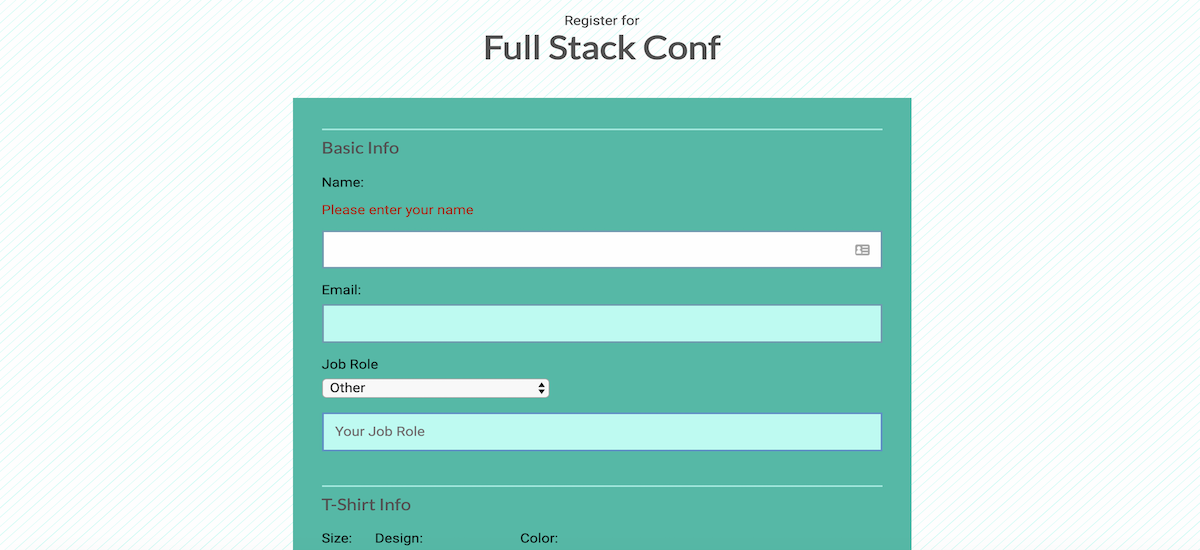 Register for
Full Stack Conf
Basic Info
Name:
Please enter your name
Email:
Job Role
Other
Your Job Role
T-Shirt Info
Size: Design: Color: